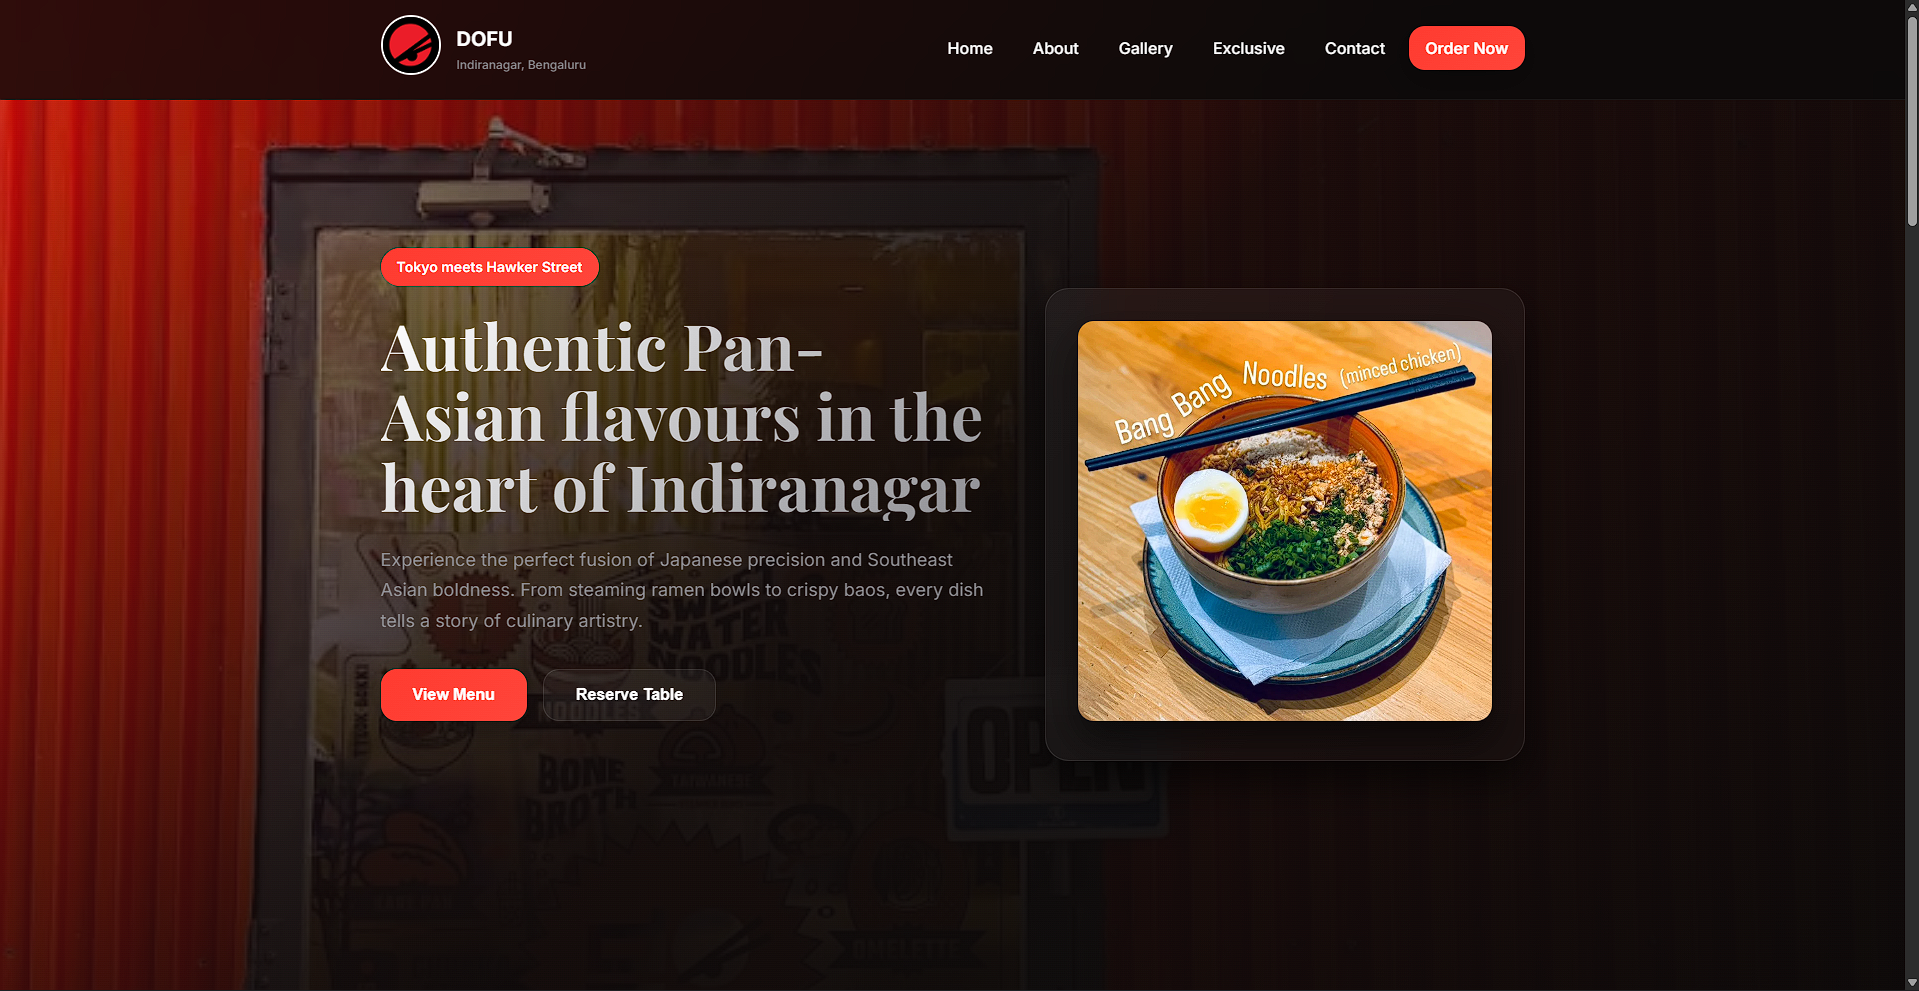 DOFU
Indiranagar, Bengaluru
Home
About
Gallery
Exclusive
Contact
Order Now
Tokyo meets Hawker Street
Authentic Pan-
Asian flavours in the
heart of Indiranagar
Experience the perfect fusion of Japanese precision and Southeast
Asian boldness. From steaming ramen bowls to crispy baos, every dish
tells a story of culinary artistry.
View Menu
Reserve Table
Bang Bang Noodles (minced chicken)
SWEET
WATER
NOODLES
NOODLES
BONE
BROTH
TAIWANESE
OPEN
OMELETTE